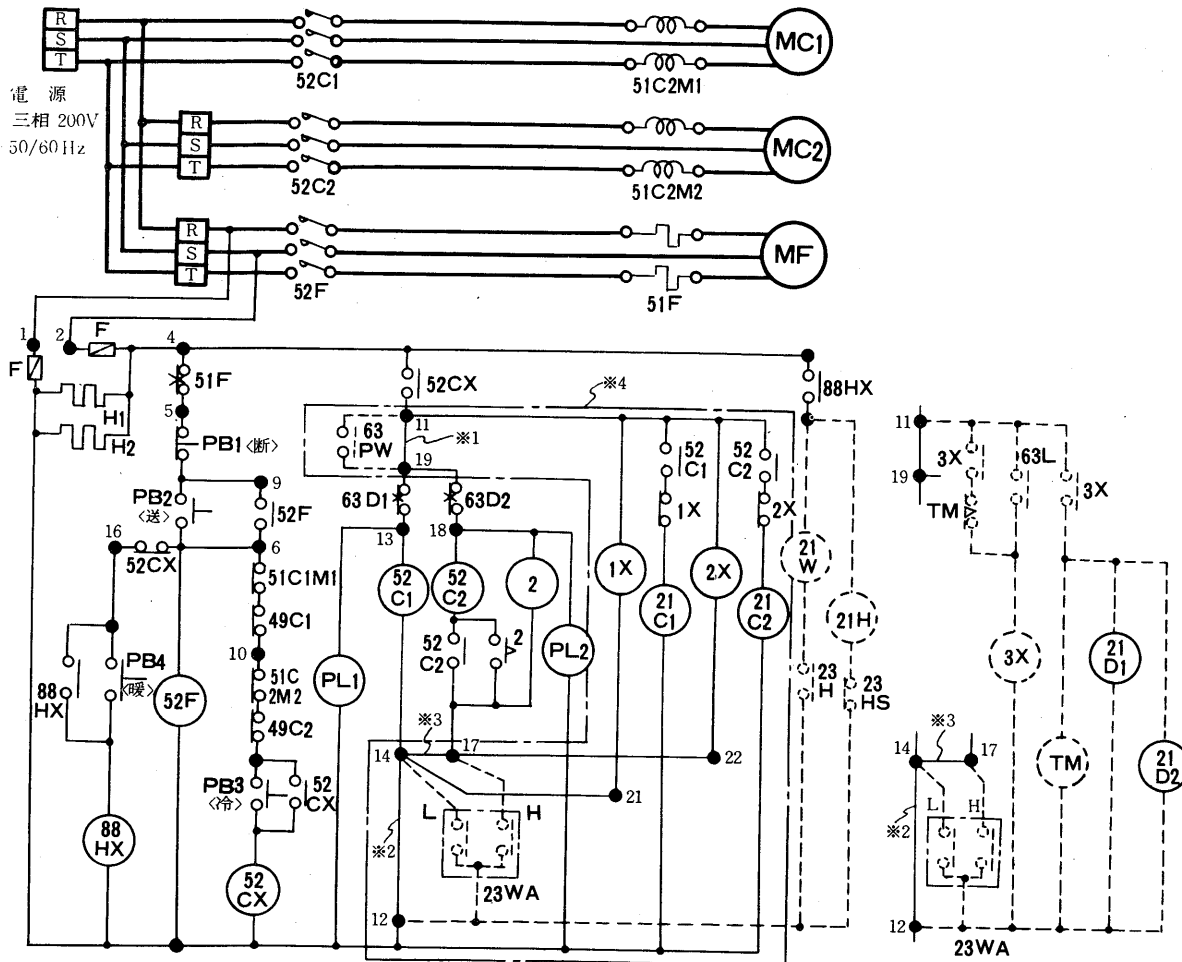 R
S
T
電源
三相 200V
50/60Hz
52C1
51C2M1
MC1
R
S
T
52C2
51C2M2
MC2
R
S
T
52F
51F
MF
1
2
F
4
F
H1
H2
51F
5
PB1〈断〉
9
PB2
〈送〉
52F
16
52CX
6
51C1M1
49C1
10
51C
2M2
49C2
PB4
〈暖〉
88
HX
52F
PB3
〈冷〉
52
CX
88
HX
52
CX
52CX
※4
11
63
PW
※1
19
63D1
63D2
13
18
52
C1
52
C2
2
PL1
PL2
52
C2
2
※3
14
17
L
H
※2
23WA
12
1X
52
C1
1X
21
C1
2X
52
C2
2X
21
C2
22
21
88HX
21
W
21H
23
H
23
HS
11
19
3X
TM
63L
3X
3X
TM
21
D1
21
D2
※3
14
17
L
H
※2
12
23WA